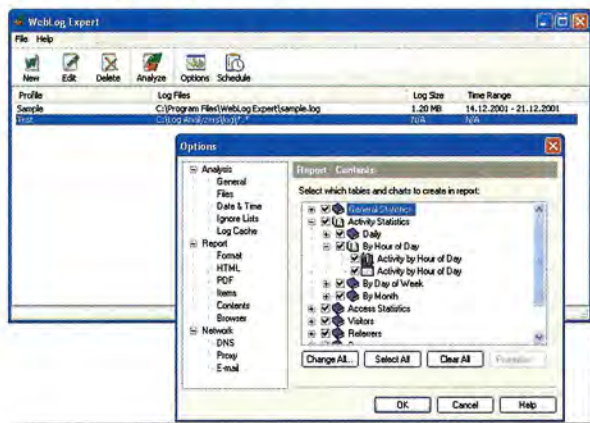 WebLog Expert
File Help
New Edit Delete Analyze Options Schedule
Profile Log Files Log Size Time Range
Sample C:\Program Files\WebLog Expert\sample.log 1.20 MB 14.12.2001 - 21.12.2001
Test C:\Log Analyzers\log\*.* N/A N/A
Options
Analysis
General
Files
Date & Time
Ignore Lists
Log Cache
Report
Format
HTML
PDF
Items
Contents
Browser
Network
DNS
Proxy
E-mail
Report : Contents
Select which tables and charts to create in report:
General Statistics
Activity Statistics
Daily
By Hour of Day
Activity by Hour of Day
Activity by Hour of Day
By Day of Week
By Month
Access Statistics
Visitors
Referrers
Change All... Select All Clear All
OK Cancel Help